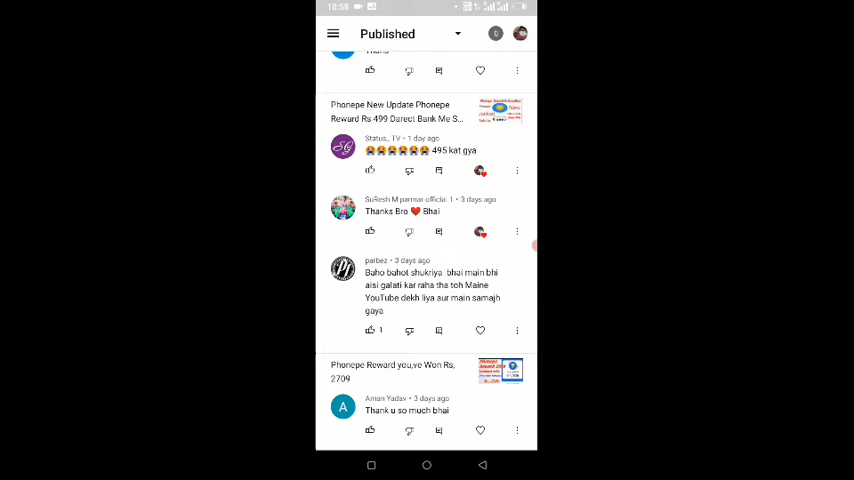 18:58
Published
D
Phonepe New Update Phonepe
Reward Rs 499 Darect Bank Me S...
Status_ TV • 1 day ago
😭😭😭😭😭😭 495 kat gya
SuResh M parmar official 1 • 3 days ago
Thanks Bro ❤️ Bhai
parbez • 3 days ago
Baho bahot shukriya bhai main bhi
aisi galati kar raha tha toh Maine
YouTube dekh liya aur main samajh
gaya
1
Phonepe Reward you,ve Won Rs,
2709
Aman Yadav • 3 days ago
A
Thank u so much bhai